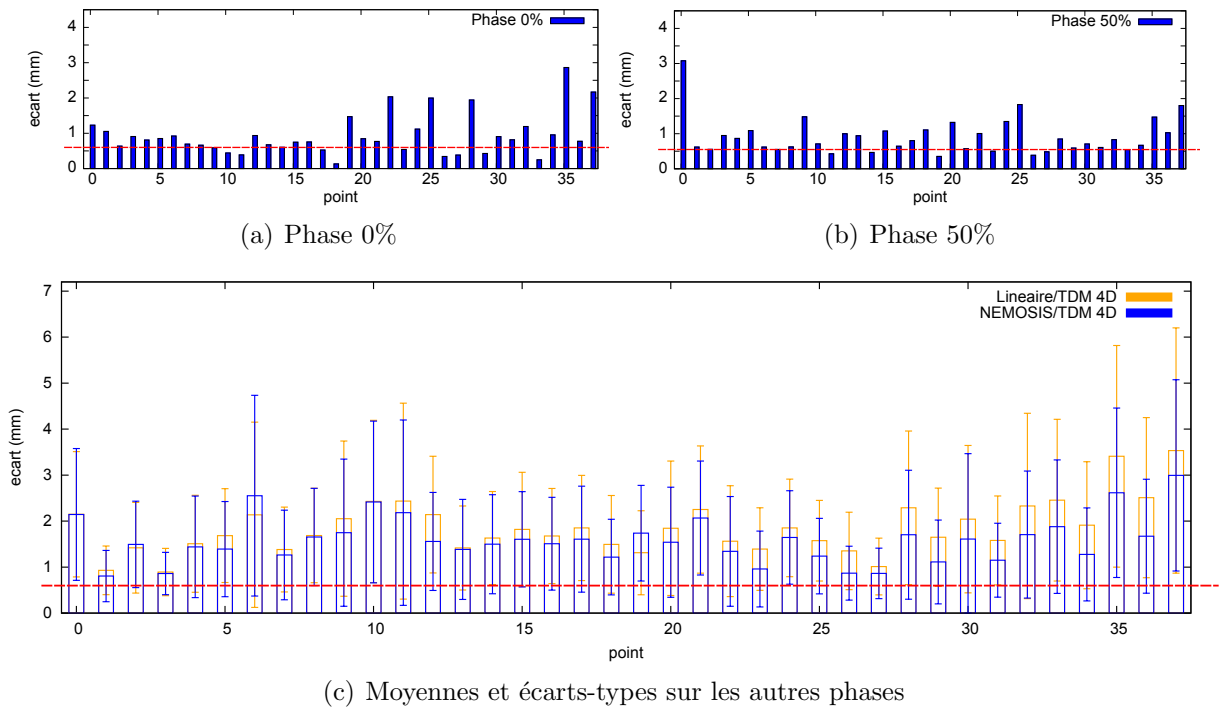 Phase 0%
ecart (mm)
4
3
2
1
0
0 5 10 15 20 25 30 35
point
(a) Phase 0%
Phase 50%
ecart (mm)
4
3
2
1
0
0 5 10 15 20 25 30 35
point
(b) Phase 50%
Lineaire/TDM 4D
NEMOSIS/TDM 4D
ecart (mm)
7
6
5
4
3
2
1
0
0 5 10 15 20 25 30 35
point
(c) Moyennes et écarts-types sur les autres phases